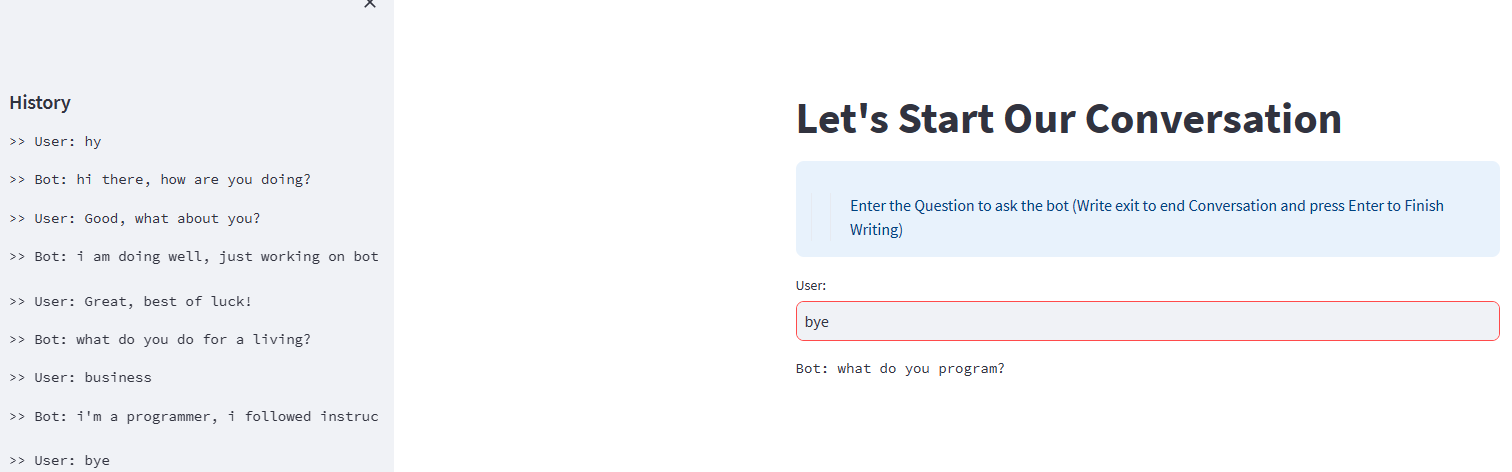 History
>> User: hy
>> Bot: hi there, how are you doing?
>> User: Good, what about you?
>> Bot: i am doing well, just working on bot
>> User: Great, best of luck!
>> Bot: what do you do for a living?
>> User: business
>> Bot: i'm a programmer, i followed instruc
>> User: bye
Let's Start Our Conversation
Enter the Question to ask the bot (Write exit to end Conversation and press Enter to Finish
Writing)
User:
bye
Bot: what do you program?